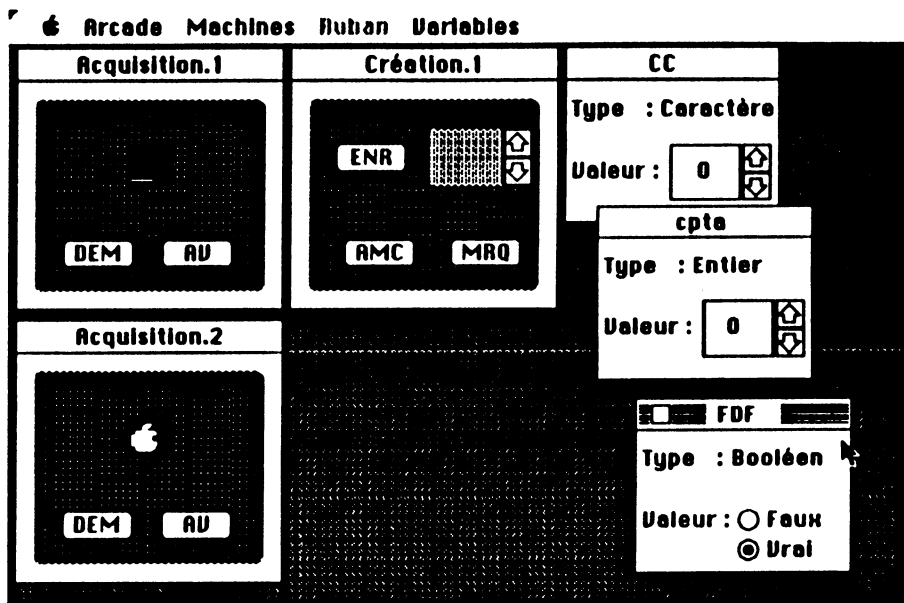 Arcade Machines Ruban Variables
Acquisition.1
DEM AV
Création.1
ENR
AMC MRQ
CC
Type : Caractère
Valeur : 0
cpta
Type : Entier
Valeur : 0
Acquisition.2
DEM AV
FDF
Type : Booléen
Valeur : Faux
Vrai